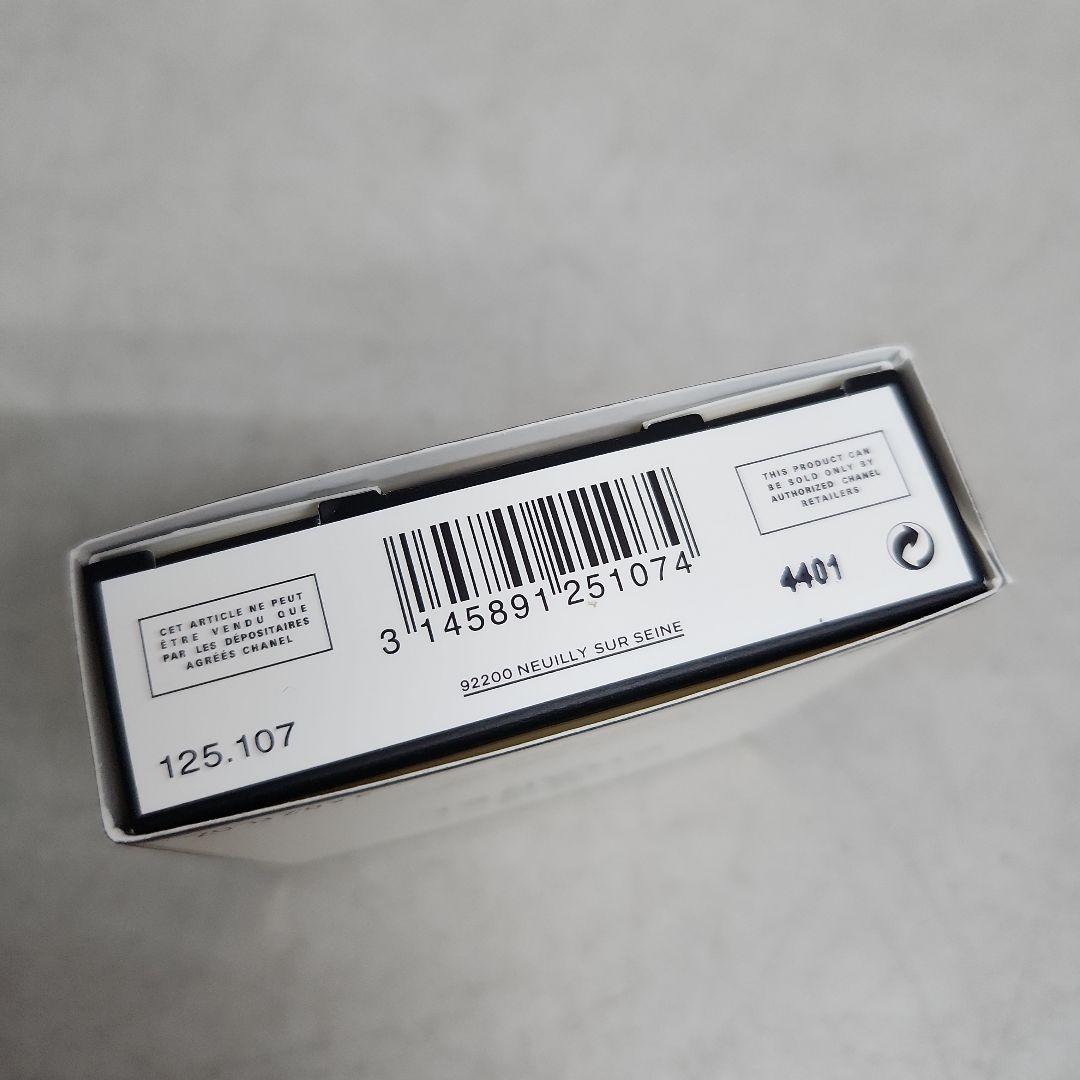 CET ARTICLE NE PEUT
ÊTRE VENDU QUE
PAR LES DÉPOSITAIRES
AGRÉÉS CHANEL
125.107
3 145891 251074
92200 NEUILLY SUR SEINE
THIS PRODUCT CAN
BE SOLD ONLY BY
AUTHORIZED CHANEL
RETAILERS
4401